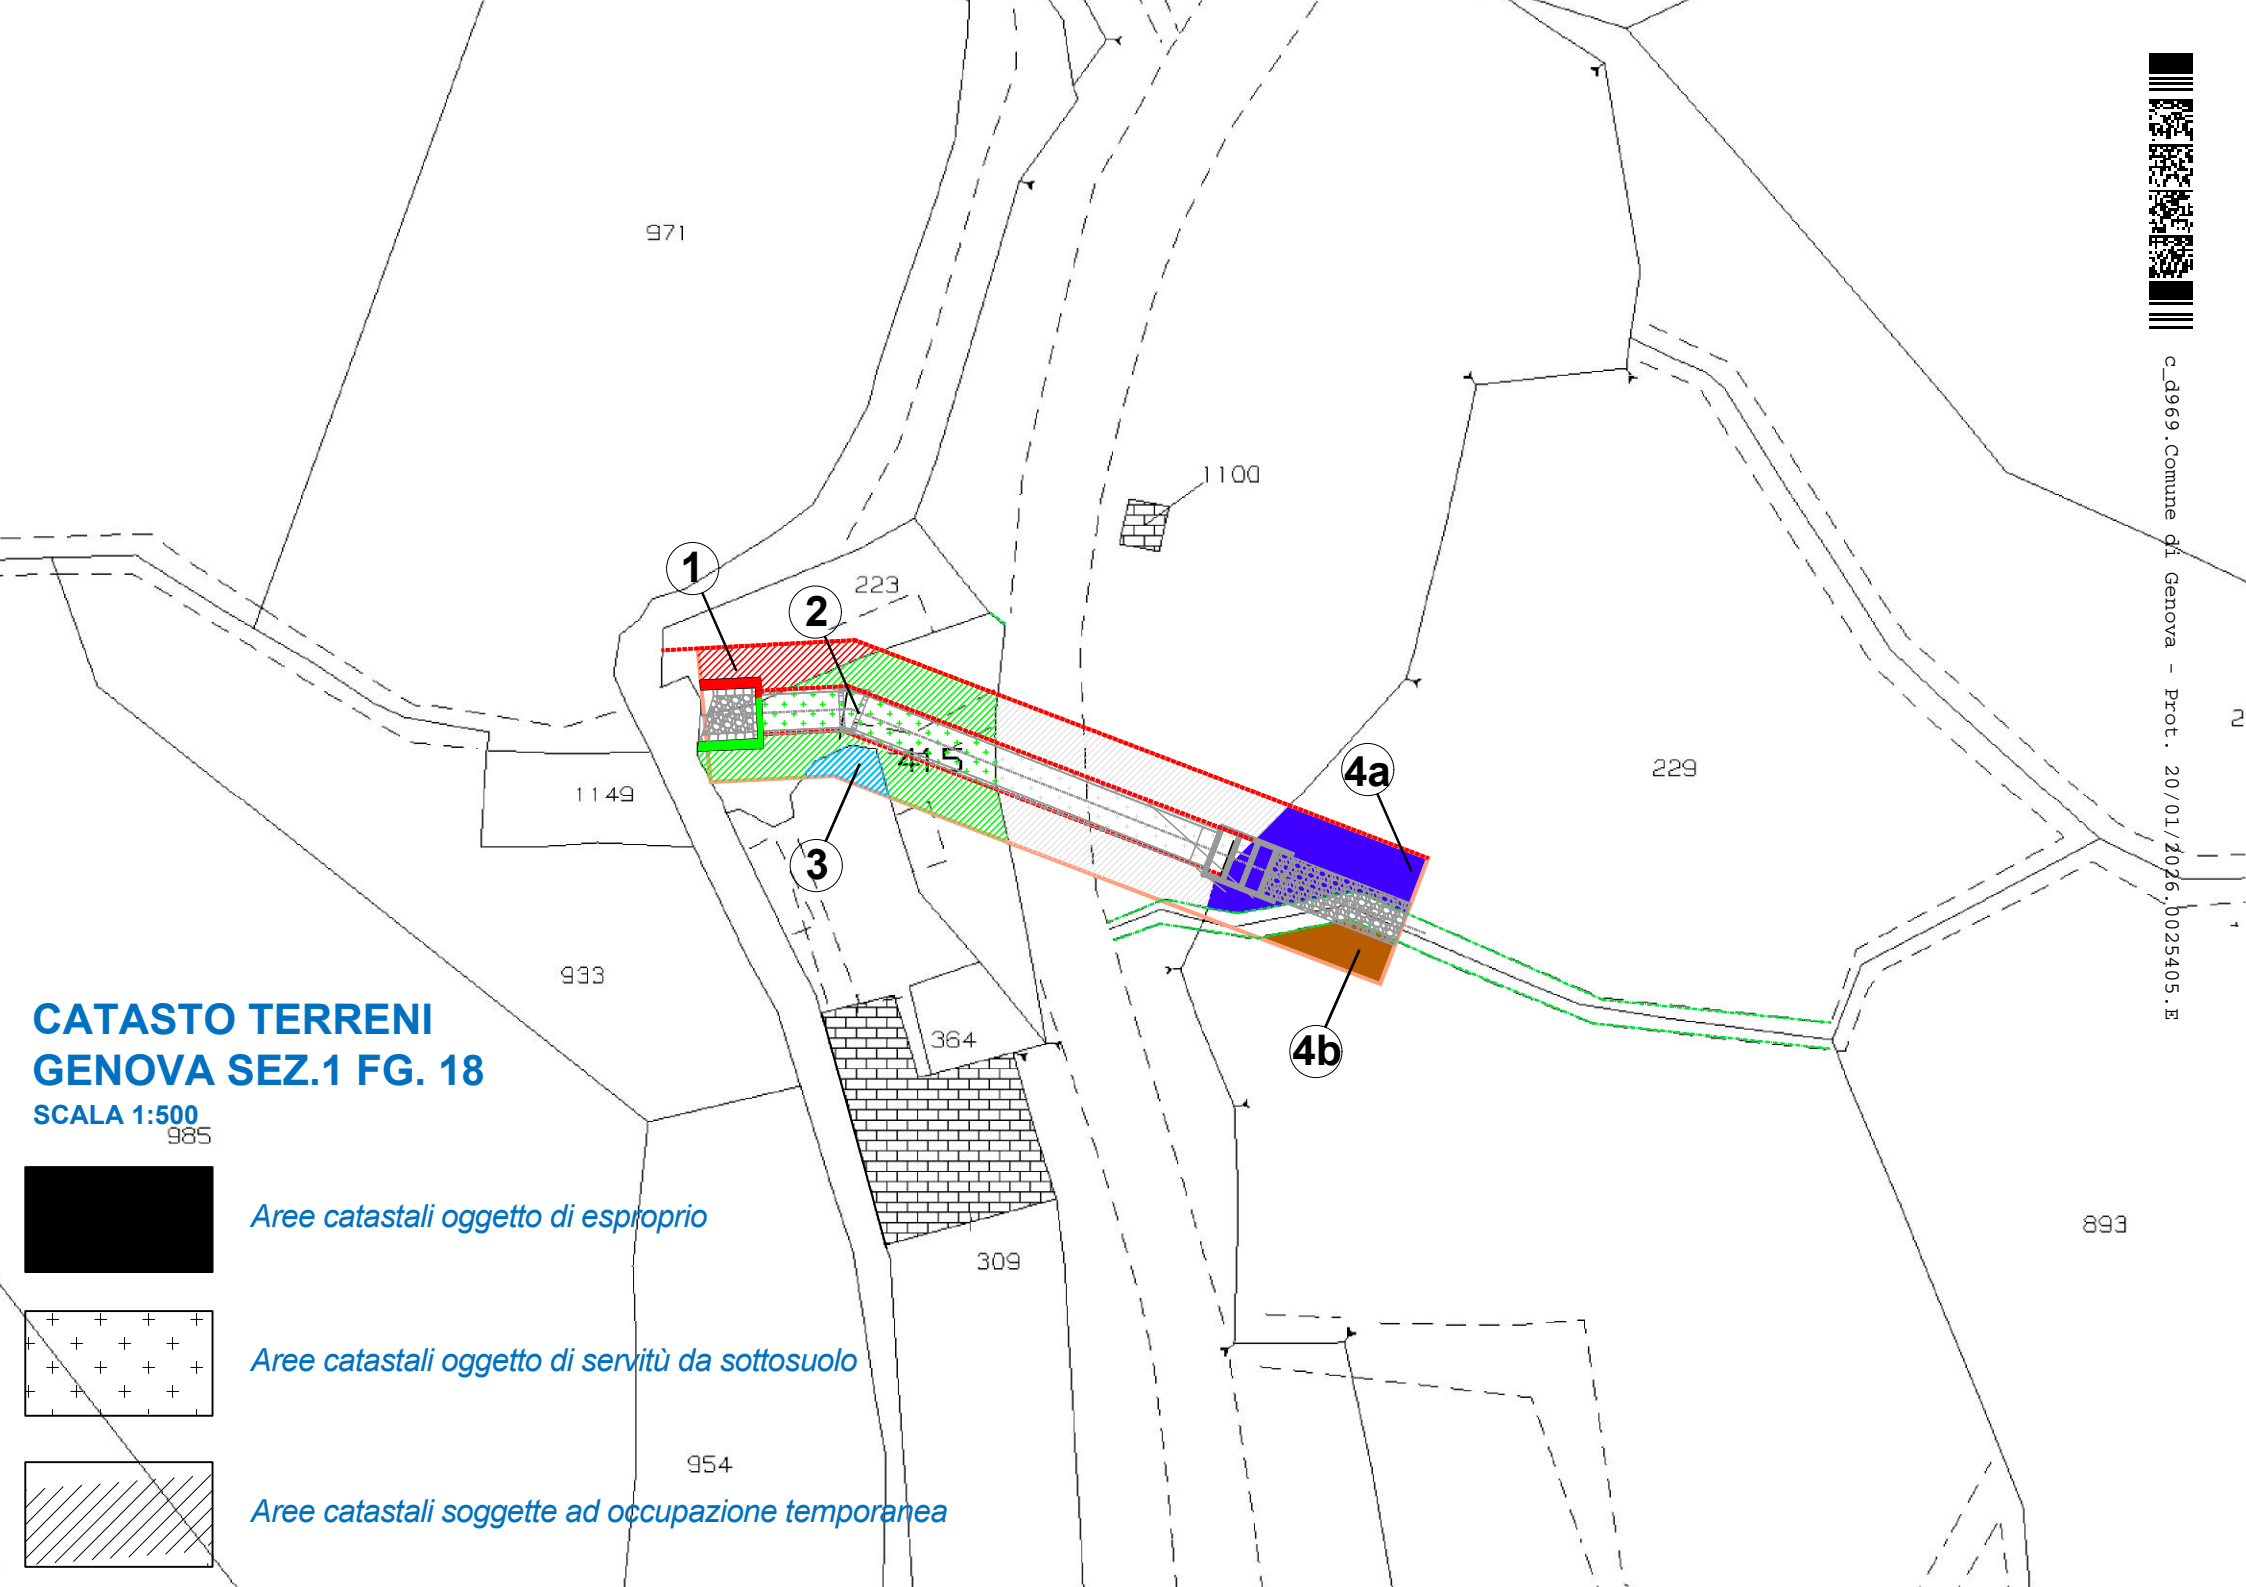 971
1100
1
223
2
415
4a
229
2
1149
3
933
364
4b
CATASTO TERRENI
GENOVA SEZ.1 FG. 18
SCALA 1:500
985
Aree catastali oggetto di esproprio
893
309
Aree catastali oggetto di servitù da sottosuolo
954
Aree catastali soggette ad occupazione temporanea
c_d969.Comune di Genova - Prot. 20/01/2026.0025405.E